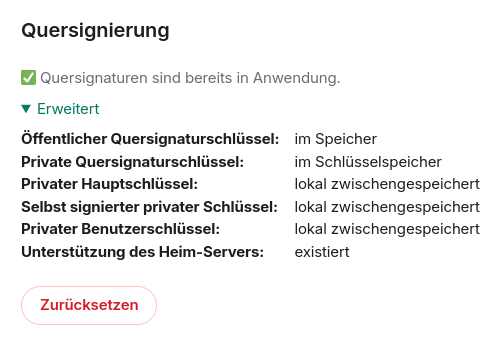 Quersignierung
✅ Quersignaturen sind bereits in Anwendung.
▼ Erweitert
Öffentlicher Quersignaturschlüssel: im Speicher
Private Quersignaturschlüssel: im Schlüsselspeicher
Privater Hauptschlüssel: lokal zwischengespeichert
Selbst signierter privater Schlüssel: lokal zwischengespeichert
Privater Benutzerschlüssel: lokal zwischengespeichert
Unterstützung des Heim-Servers: existiert
Zurücksetzen